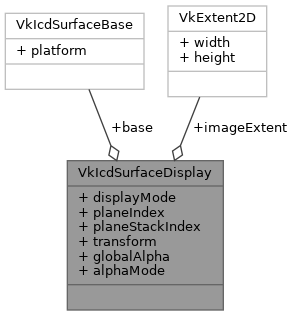 VkIcdSurfaceBase
+ platform
VkExtent2D
+ width
+ height
+base
+imageExtent
VkIcdSurfaceDisplay
+ displayMode
+ planeIndex
+ planeStackIndex
+ transform
+ globalAlpha
+ alphaMode